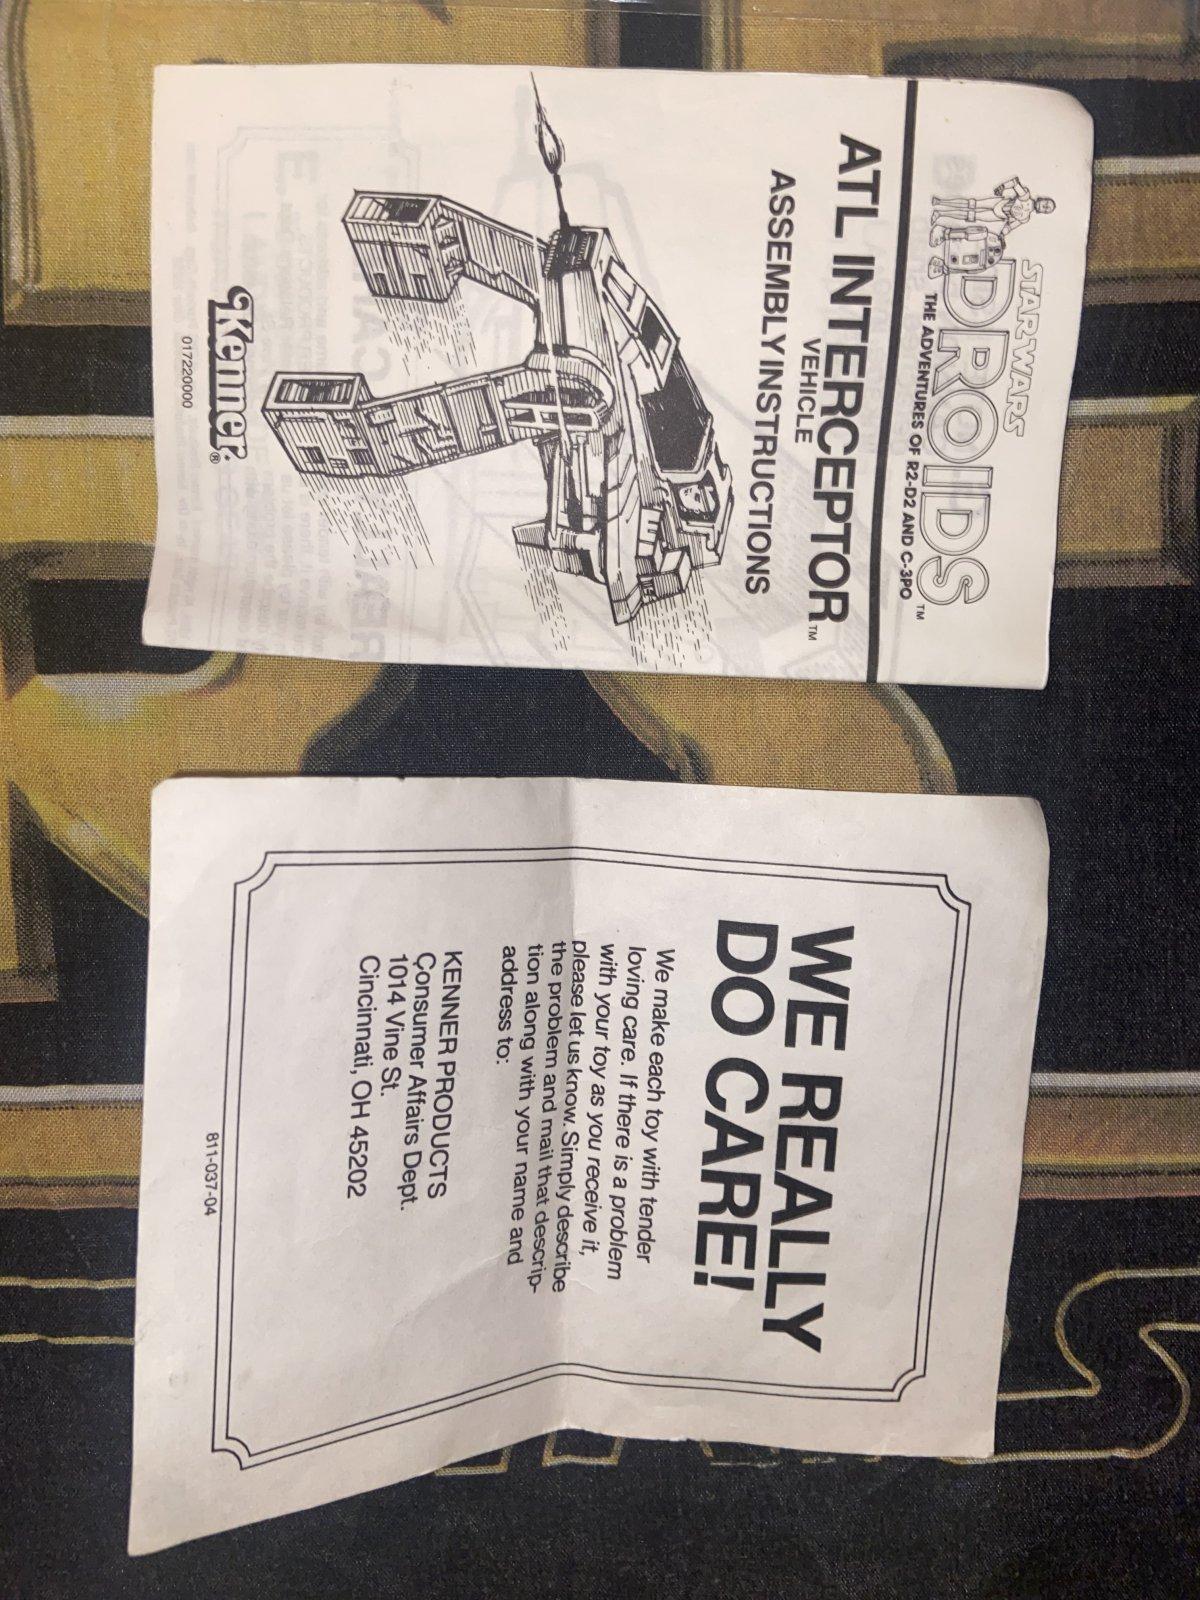 STAR WARS
DROIDS™
THE ADVENTURES OF R2-D2 AND C-3PO
ATL INTERCEPTOR™
VEHICLE
ASSEMBLY INSTRUCTIONS
Kenner®
017220000
WE REALLY
DO CARE!
We make each toy with tender
loving care. If there is a problem
with your toy as you receive it,
please let us know. Simply describe
the problem and mail that descrip-
tion along with your name and
address to:
KENNER PRODUCTS
Consumer Affairs Dept.
1014 Vine St.
Cincinnati, OH 45202
811-037-04